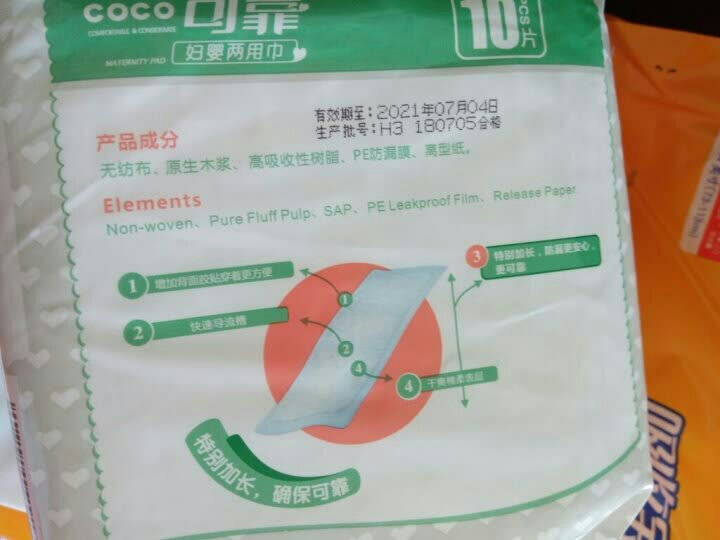 coco 可靠
COMFORTABLE & CONSIDERATE
妇婴两用巾
MATERNITY PAD
10PCS/片
有效期至:2021年07月04日
生产批号:H3 180705合格
产品成分
无纺布、原生木浆、高吸收性树脂、PE防漏膜、离型纸。
Elements
Non-woven、Pure Fluff Pulp、SAP、PE Leakproof Film、Release Paper
1 增加背面胶贴穿着更方便
2 快速导流槽
3 特别加长，防漏更安心，
更可靠
1
2
4
4 干爽棉柔表层
特别加长，确保可靠